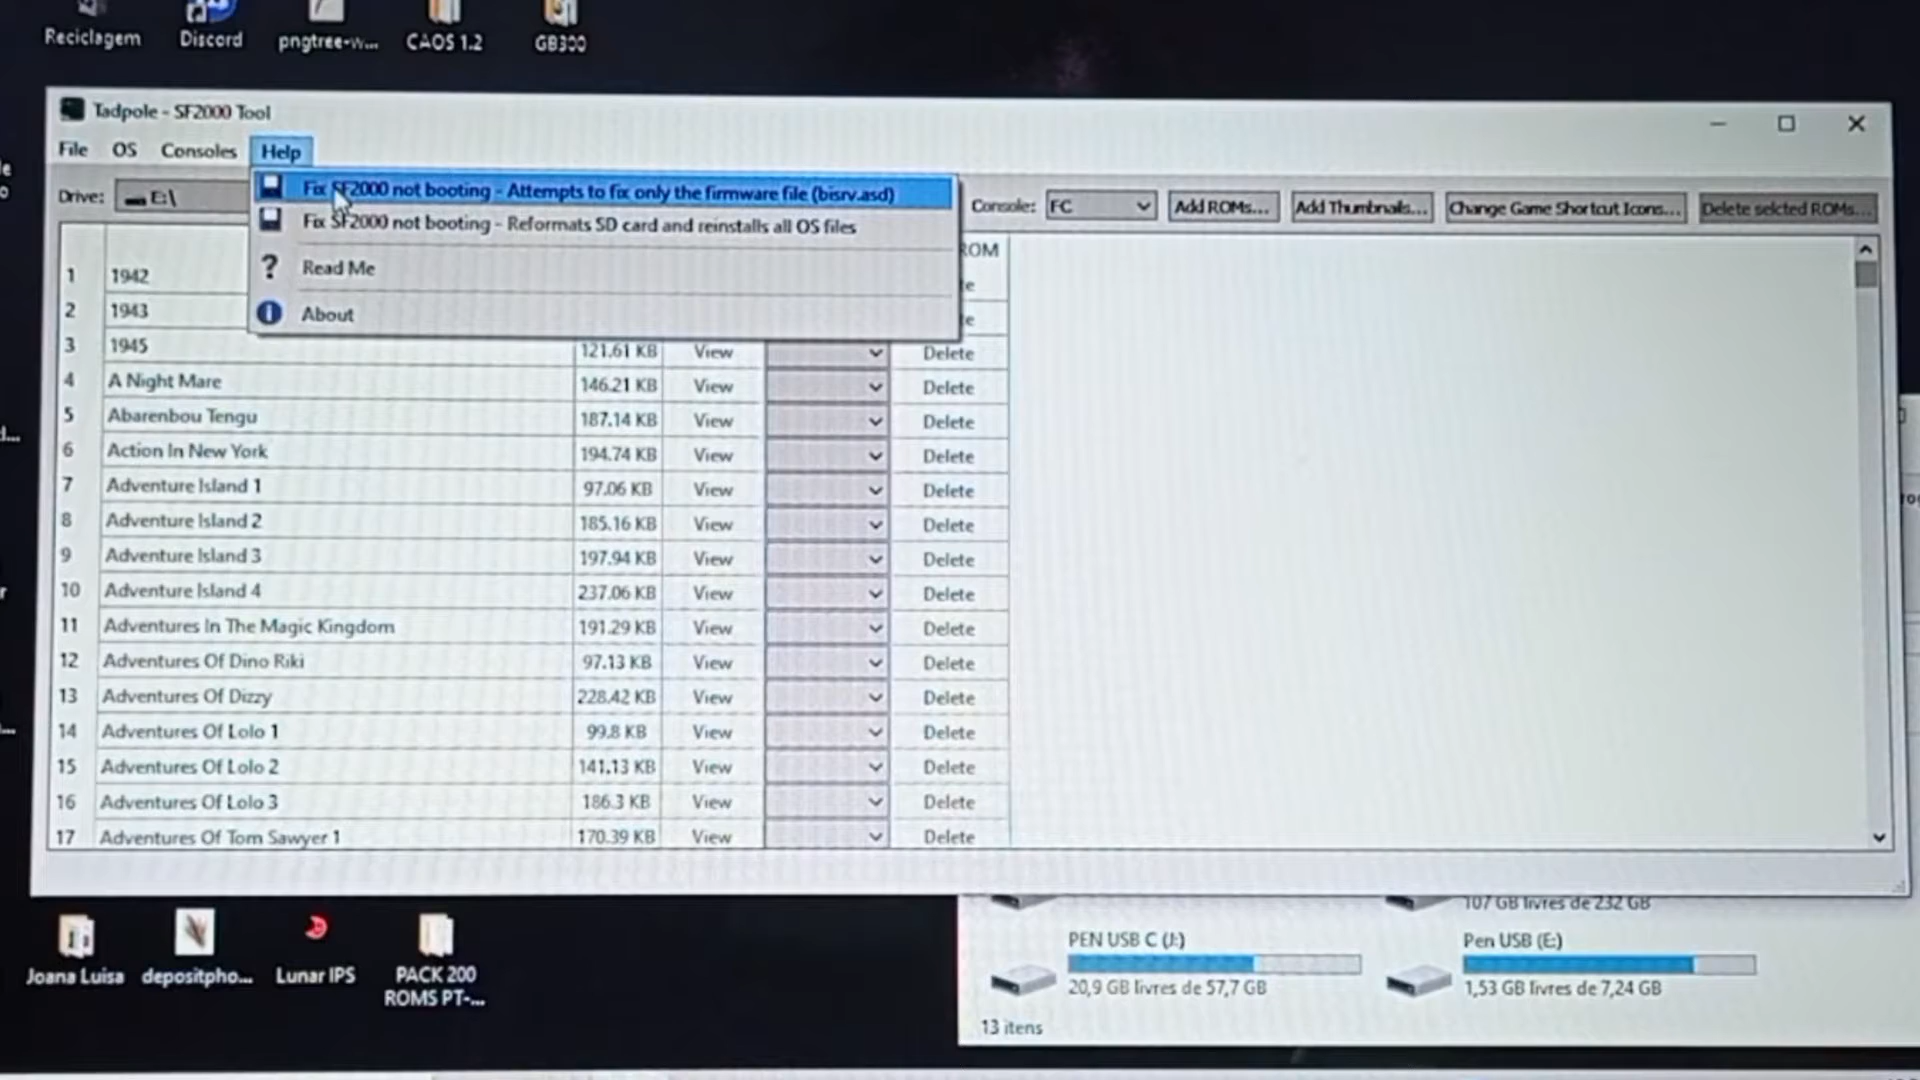 Reciclagem
Discord
pngtree-w...
CAOS 1.2
GB300
Tadpole - SF2000 Tool
File OS Consoles Help
Drive: E:\
Console: FC Add ROMs... Add Thumbnails... Change Game Shortcut Icons... Delete selcted ROMs...
Fix SF2000 not booting - Attempts to fix only the firmware file (bisrv.asd)
Fix SF2000 not booting - Reformats SD card and reinstalls all OS files
Read Me
About
ROM
1 1942
2 1943
3 1945 121.61 KB View Delete
4 A Night Mare 146.21 KB View Delete
5 Abarenbou Tengu 187.14 KB View Delete
6 Action In New York 194.74 KB View Delete
7 Adventure Island 1 97.06 KB View Delete
8 Adventure Island 2 185.16 KB View Delete
9 Adventure Island 3 197.94 KB View Delete
10 Adventure Island 4 237.06 KB View Delete
11 Adventures In The Magic Kingdom 191.29 KB View Delete
12 Adventures Of Dino Riki 97.13 KB View Delete
13 Adventures Of Dizzy 228.42 KB View Delete
14 Adventures Of Lolo 1 99.8 KB View Delete
15 Adventures Of Lolo 2 141.13 KB View Delete
16 Adventures Of Lolo 3 186.3 KB View Delete
17 Adventures Of Tom Sawyer 1 170.39 KB View Delete
107 GB livres de 232 GB
PEN USB C (J:)
20,9 GB livres de 57,7 GB
Pen USB (E:)
1,53 GB livres de 7,24 GB
13 itens
Joana Luisa
depositpho...
Lunar IPS
PACK 200
ROMS PT-...